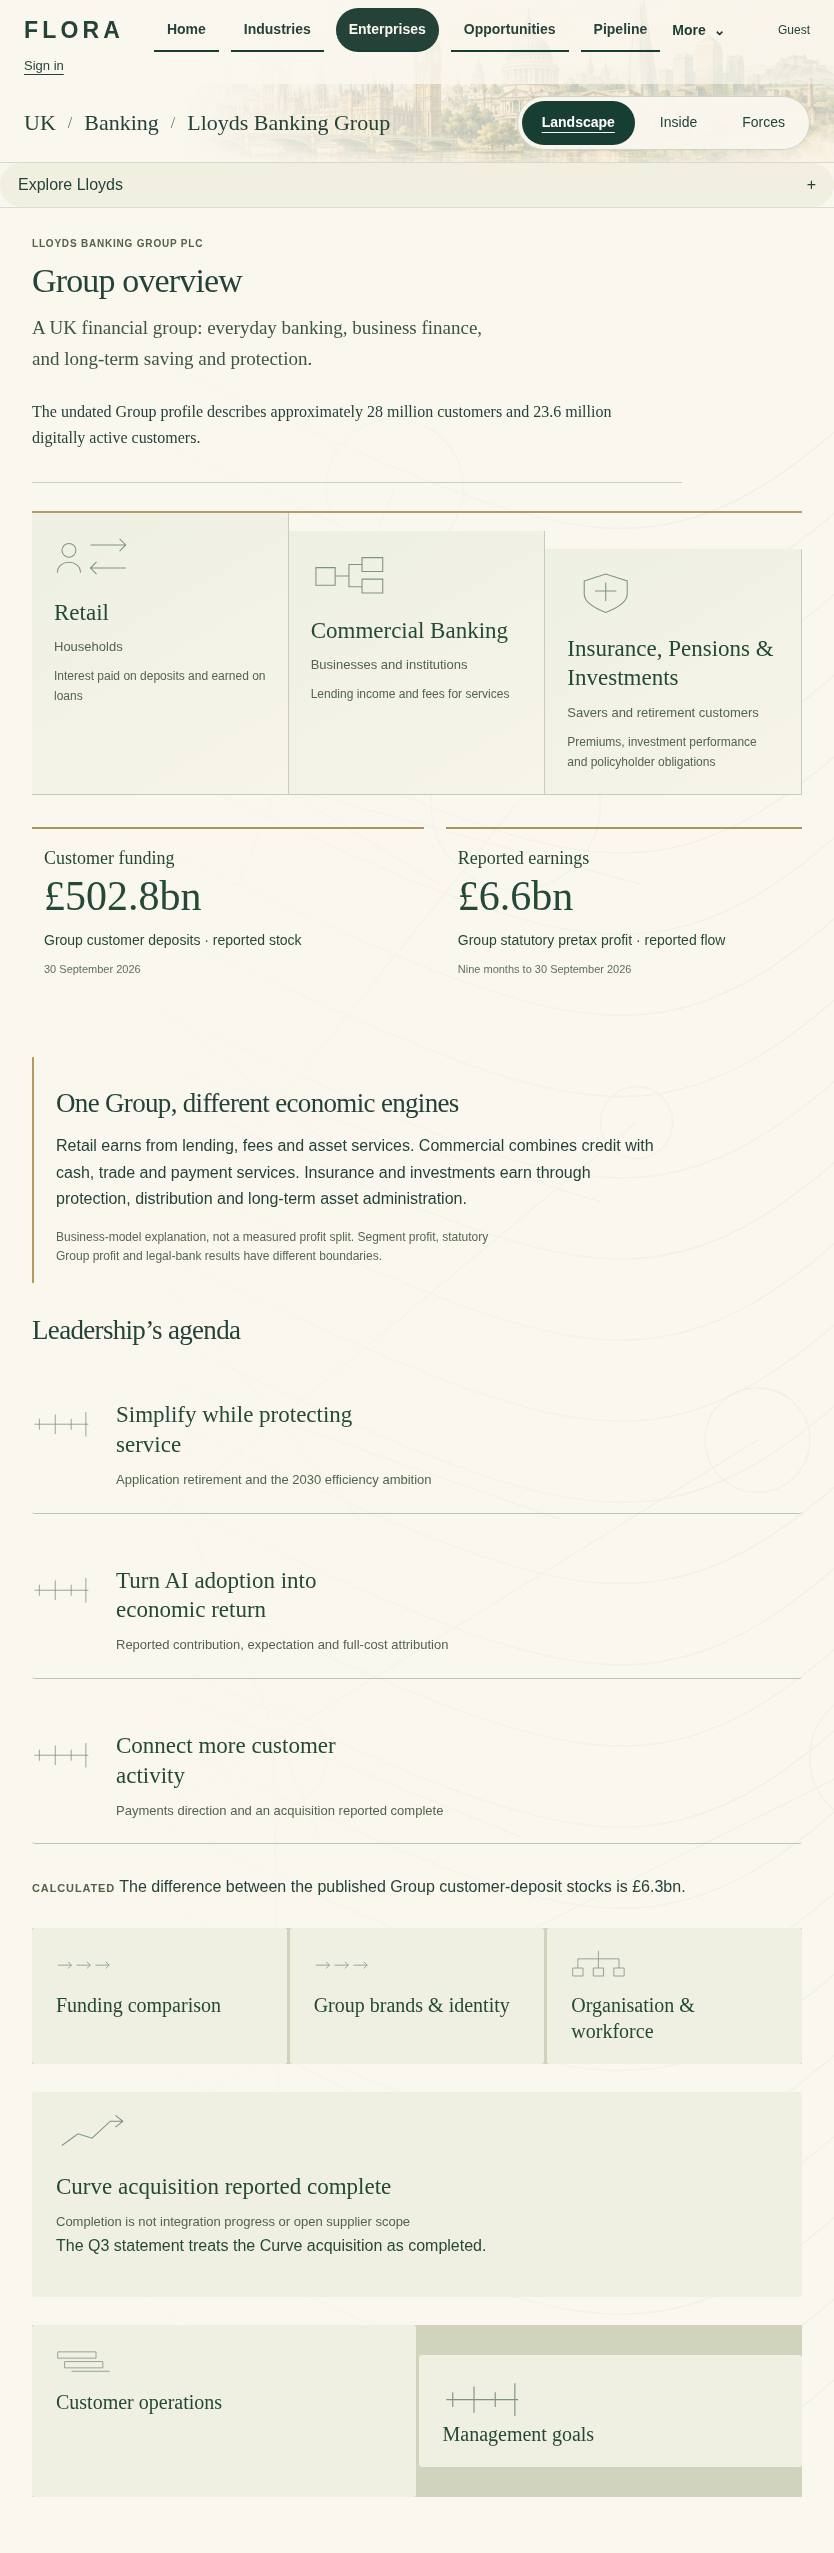 FLORA
Home
Industries
Enterprises
Opportunities
Pipeline
More
Guest
Sign in
UK / Banking / Lloyds Banking Group
Landscape
Inside
Forces
Explore Lloyds
+
LLOYDS BANKING GROUP PLC
Group overview
A UK financial group: everyday banking, business finance,
and long-term saving and protection.
The undated Group profile describes approximately 28 million customers and 23.6 million
digitally active customers.
Retail
Households
Interest paid on deposits and earned on
loans
Commercial Banking
Businesses and institutions
Lending income and fees for services
Insurance, Pensions &
Investments
Savers and retirement customers
Premiums, investment performance
and policyholder obligations
Customer funding
£502.8bn
Group customer deposits · reported stock
30 September 2026
Reported earnings
£6.6bn
Group statutory pretax profit · reported flow
Nine months to 30 September 2026
One Group, different economic engines
Retail earns from lending, fees and asset services. Commercial combines credit with
cash, trade and payment services. Insurance and investments earn through
protection, distribution and long-term asset administration.
Business-model explanation, not a measured profit split. Segment profit, statutory
Group profit and legal-bank results have different boundaries.
Leadership’s agenda
Simplify while protecting
service
Application retirement and the 2030 efficiency ambition
Turn AI adoption into
economic return
Reported contribution, expectation and full-cost attribution
Connect more customer
activity
Payments direction and an acquisition reported complete
CALCULATED The difference between the published Group customer-deposit stocks is £6.3bn.
Funding comparison
Group brands & identity
Organisation &
workforce
Curve acquisition reported complete
Completion is not integration progress or open supplier scope
The Q3 statement treats the Curve acquisition as completed.
Customer operations
Management goals